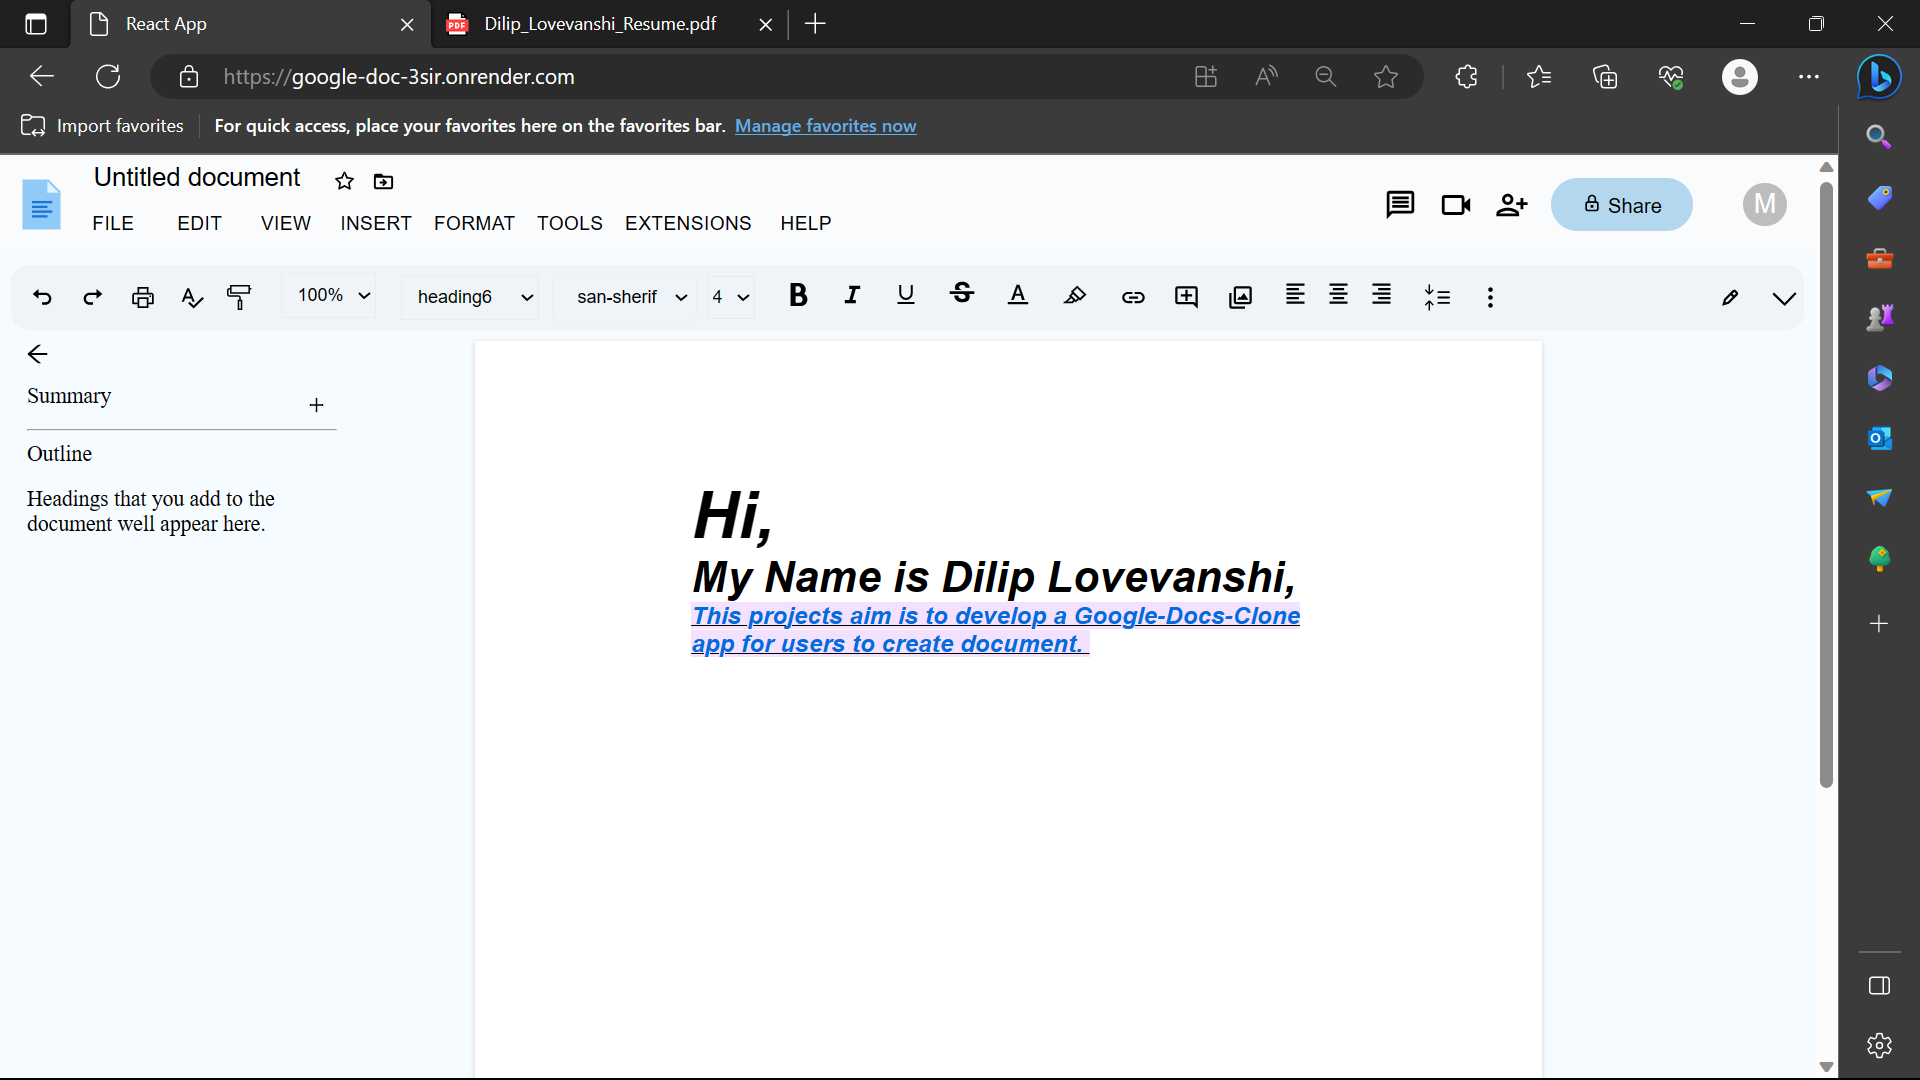 React App
PDF
Dilip_Lovevanshi_Resume.pdf
https://google-doc-3sir.onrender.com
Import favorites
For quick access, place your favorites here on the favorites bar. Manage favorites now
Untitled document
FILE EDIT VIEW INSERT FORMAT TOOLS EXTENSIONS HELP
Share
M
100% heading6 san-sherif 4 B I U S A
Summary
Outline
Headings that you add to the
document well appear here.
Hi,
My Name is Dilip Lovevanshi,
This projects aim is to develop a Google-Docs-Clone
app for users to create document.